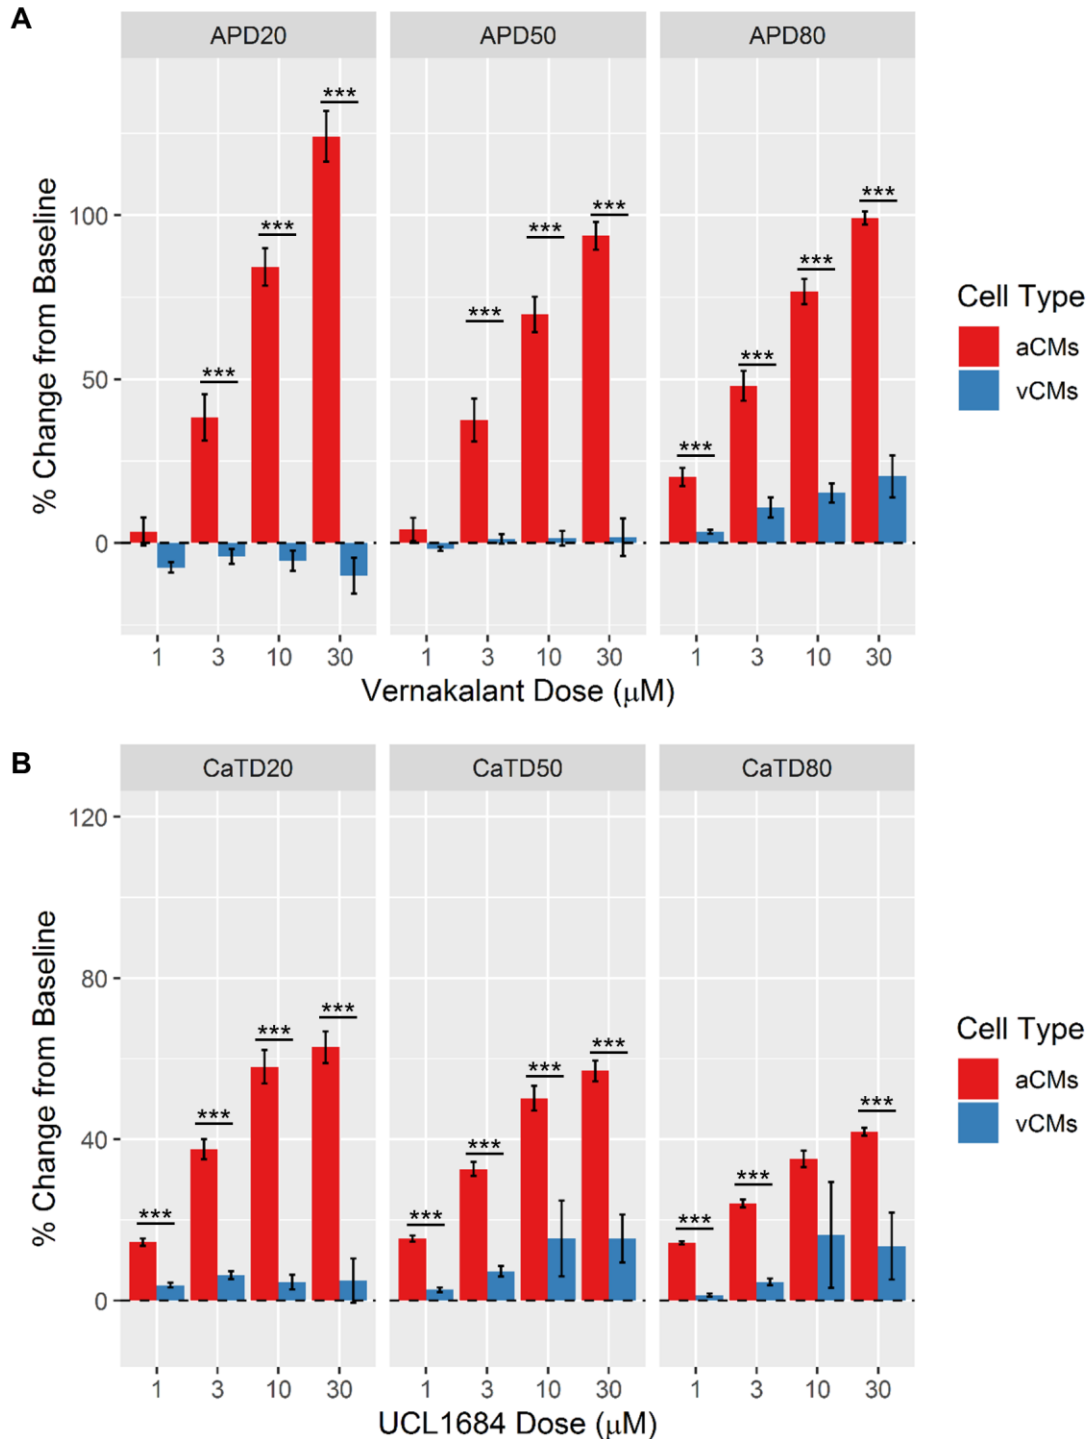 A
APD20 APD50 APD80
*** *** *** *** *** *** *** *** *** ***
% Change from Baseline
100
50
0
1 3 10 30 1 3 10 30 1 3 10 30
Vernakalant Dose (μM)
Cell Type
aCMs
vCMs
B
CaTD20 CaTD50 CaTD80
*** *** *** *** *** *** *** *** *** *** ***
% Change from Baseline
120
80
40
0
1 3 10 30 1 3 10 30 1 3 10 30
UCL1684 Dose (μM)
Cell Type
aCMs
vCMs